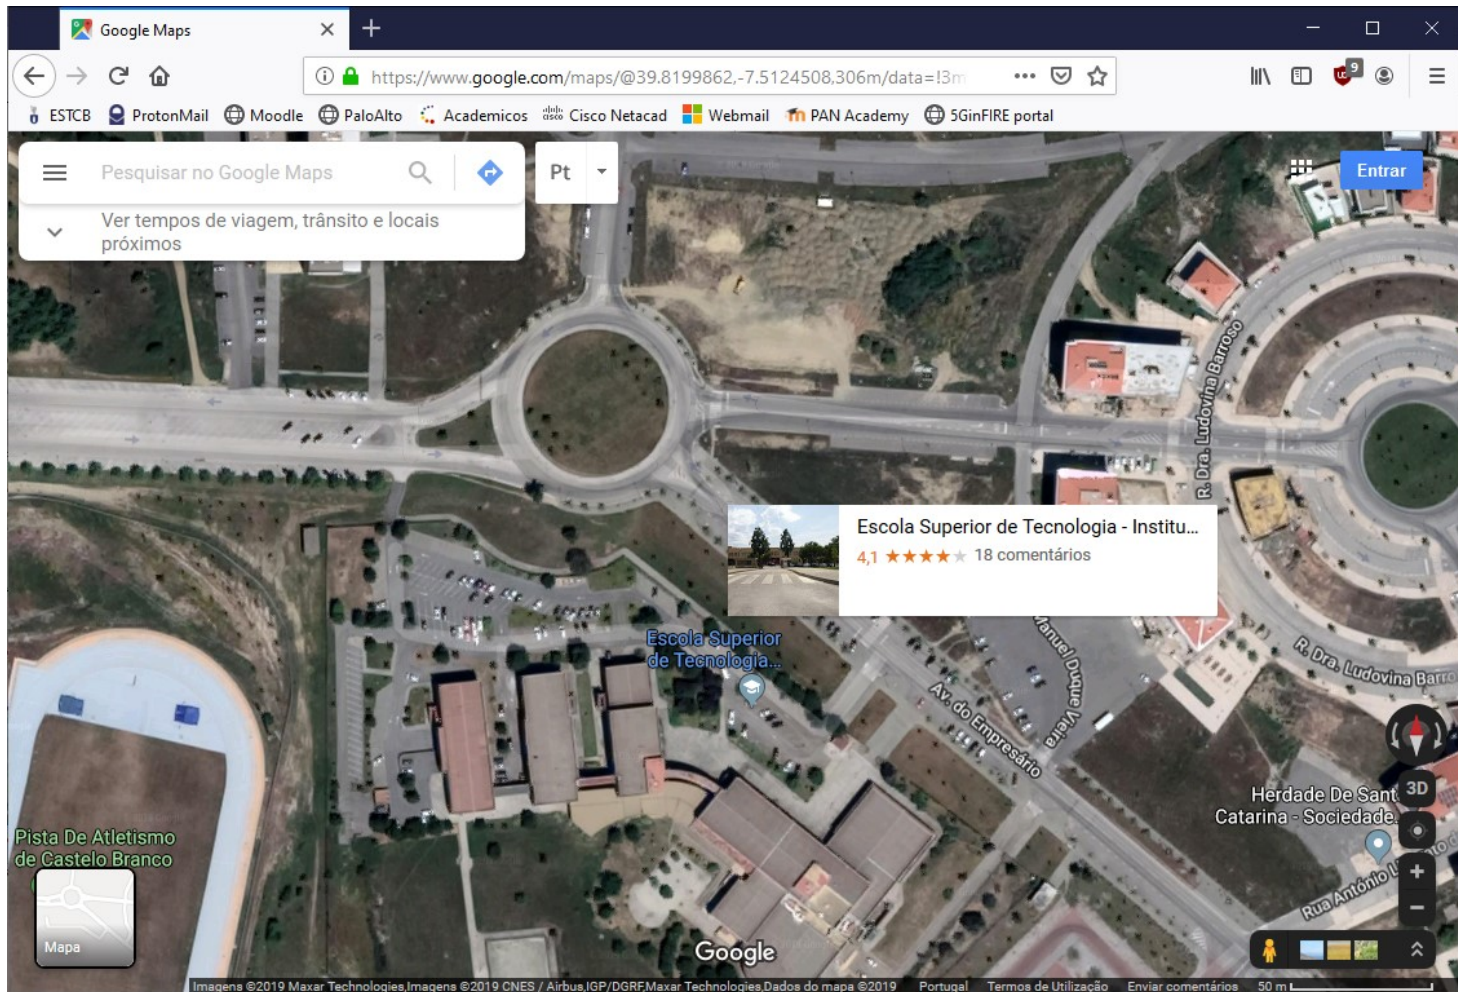 Google Maps
https://www.google.com/maps/@39.8199862,-7.5124508,306m/data=!3m
9
ESTCB ProtonMail Moodle PaloAlto Academicos Cisco Netacad Webmail PAN Academy 5GinFIRE portal
Pesquisar no Google Maps
Pt
Entrar
Ver tempos de viagem, trânsito e locais
próximos
R. Dra. Ludovina Barroso
Escola Superior de Tecnologia - Institu...
4,1 18 comentários
Escola Superior
de Tecnologia...
Manuel Duque Vieira
R. Dra. Ludovina Barro
Av. do Empresário
3D
Herdade De Sant
Catarina - Sociedade
Pista De Atletismo
de Castelo Branco
Rua António L
Mapa
Google
Imagens ©2019 Maxar Technologies,Imagens ©2019 CNES / Airbus,IGP/DGRF,Maxar Technologies,Dados do mapa ©2019 Portugal Termos de Utilização Enviar comentários 50 m